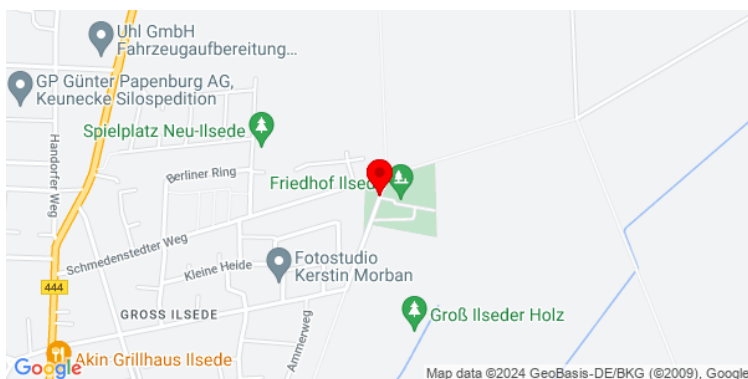 Uhl GmbH
Fahrzeugaufbereitung...
GP Günter Papenburg AG,
Keunecke Silospedition
Spielplatz Neu-Ilsede
Handorfer Weg
Berliner Ring
Friedhof Ilsede
Schmedenstedter Weg
Fotostudio
Kerstin Morban
Kleine Heide
444
GROSS ILSEDE
Ammerweg
Groß Ilseder Holz
Akin Grillhaus Ilsede
Google
Map data ©2024 GeoBasis-DE/BKG (©2009), Google